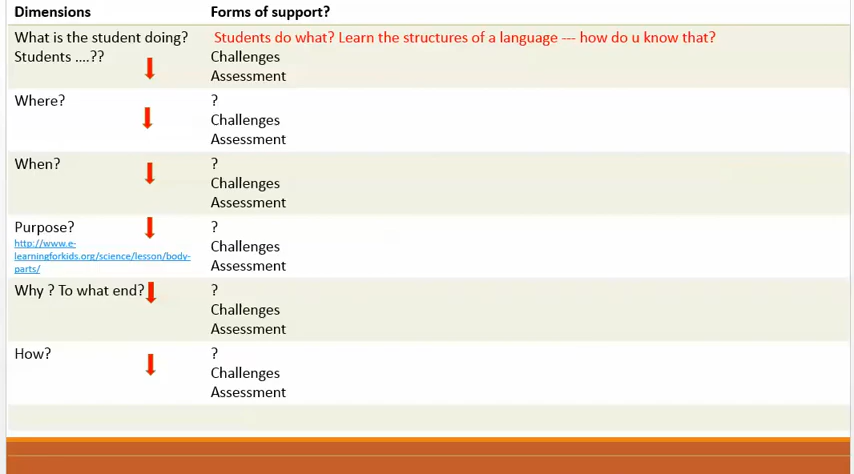 Dimensions Forms of support?
What is the student doing? Students do what? Learn the structures of a language --- how do u know that?
Students ....?? Challenges
Assessment
Where? ?
Challenges
Assessment
When? ?
Challenges
Assessment
Purpose? ?
http://www.e- Challenges
learningforkids.org/science/lesson/body- Assessment
parts/
Why ? To what end? ?
Challenges
Assessment
How? ?
Challenges
Assessment